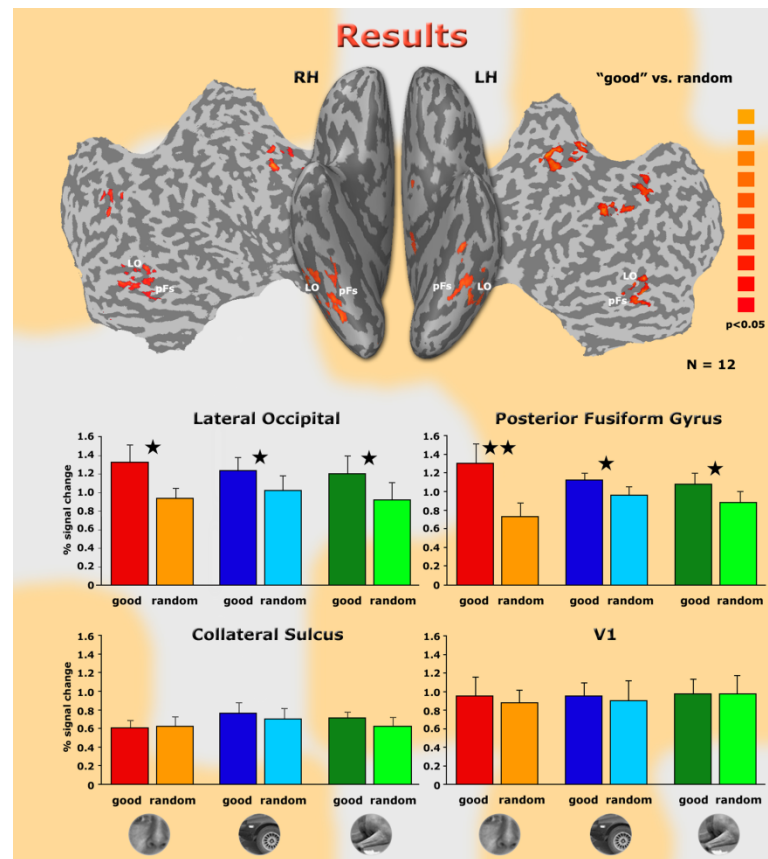 Results
RH LH "good" vs. random
LO pFs LO pFs pFs LO LO pFs
p<0.05
N = 12
Lateral Occipital
% signal change
1.6
1.4
1.2
1.0
0.8
0.6
0.4
0.2
0
good random good random good random
Posterior Fusiform Gyrus
1.6
1.4
1.2
1.0
0.8
0.6
0.4
0.2
0
good random good random good random
Collateral Sulcus
% signal change
1.6
1.4
1.2
1.0
0.8
0.6
0.4
0.2
0
good random good random good random
V1
1.6
1.4
1.2
1.0
0.8
0.6
0.4
0.2
0
good random good random good random